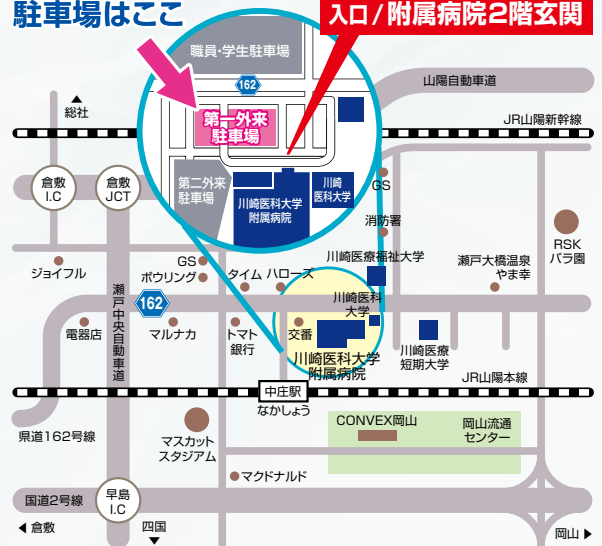 駐車場はここ
入口/附属病院2階玄関
職員・学生駐車場
162
山陽自動車道
総社
第一外来
駐車場
JR山陽新幹線
倉敷
I.C
倉敷
JCT
第二外来
駐車場
川崎医科大学
附属病院
川崎
医科大学
GS
消防署
RSK
バラ園
ジョイフル
GS
ボウリング
タイム
ハローズ
川崎医療福祉大学
瀬戸大橋温泉
やま幸
瀬戸中央自動車道
162
川崎医科
大学
電器店
マルナカ
トマト
銀行
交番
川崎医科大学
附属病院
川崎医療
短期大学
中庄駅
なかしょう
JR山陽本線
県道162号線
マスカット
スタジアム
CONVEX岡山
岡山流通
センター
マクドナルド
国道2号線
早島
I.C
倉敷
四国
岡山